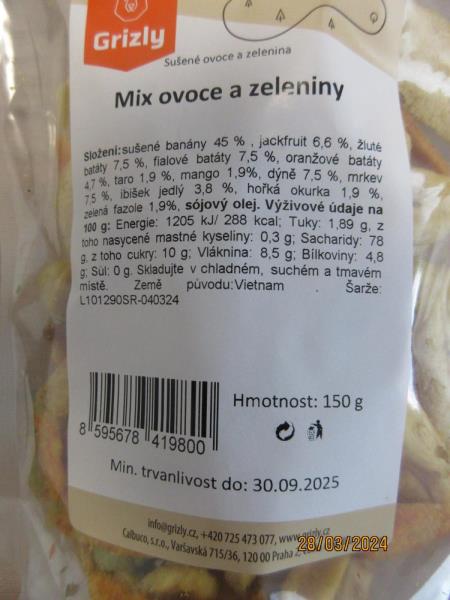 Grizly
Sušené ovoce a zelenina
Mix ovoce a zeleniny
Složení:sušené banány 45 % , jackfruit 6,6 %, žluté
batáty 7,5 %, fialové batáty 7,5 %, oranžové batáty
4,7 %, taro 1,9 %, mango 1,9%, dýně 7,5 %, mrkev
7,5 %, ibišek jedlý 3,8 %, hořká okurka 1,9 %,
zelená fazole 1,9%, sójový olej. Výživové údaje na
100 g: Energie: 1205 kJ/ 288 kcal; Tuky: 1,89 g, z
toho nasycené mastné kyseliny: 0,3 g; Sacharidy: 78
g, z toho cukry: 10 g; Vláknina: 8,5 g; Bílkoviny: 4,8
g; Sůl: 0 g. Skladujte v chladném, suchém a tmavém
místě. Země původu:Vietnam . Šarže:
L101290SR-040324
Hmotnost: 150 g
8 595678 419800
Min. trvanlivost do: 30.09.2025
info@grizly.cz, +420 725 473 077, www.grizly.cz
Calbuco, s.r.o., Varšavská 715/36, 120 00 Praha 2,
28/03/2024